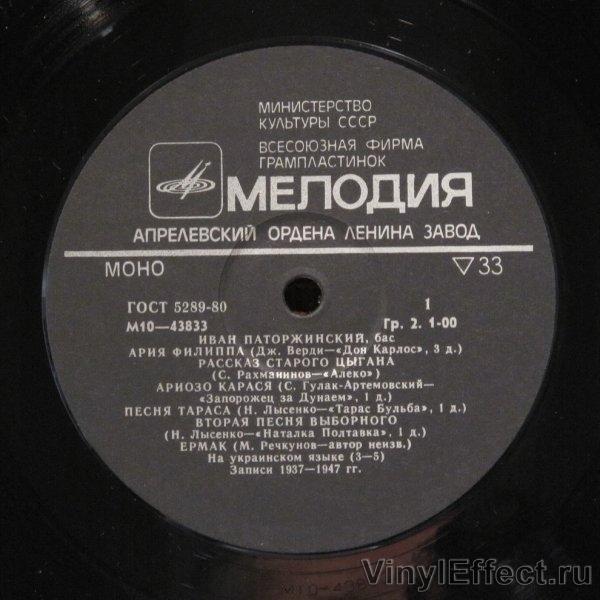 МИНИСТЕРСТВО
КУЛЬТУРЫ СССР
ВСЕСОЮЗНАЯ ФИРМА
ГРАМПЛАСТИНОК
МЕЛОДИЯ
АПРЕЛЕВСКИЙ ОРДЕНА ЛЕНИНА ЗАВОД
МОНО ▽33
ГОСТ 5289-80 1
М10—43833 Гр. 2. 1-00
ИВАН ПАТОРЖИНСКИЙ, бас
АРИЯ ФИЛИППА (Дж. Верди—«Дон Карлос», 3 д.)
РАССКАЗ СТАРОГО ЦЫГАНА
(С. Рахманинов—«Алеко»)
АРИОЗО КАРАСЯ (С. Гулак-Артемовский—
«Запорожец за Дунаем», 1 д.)
ПЕСНЯ ТАРАСА (Н. Лысенко—«Тарас Бульба», 1 д.)
ВТОРАЯ ПЕСНЯ ВЫБОРНОГО
(Н. Лысенко—«Наталка Полтавка», 1 д.)
ЕРМАК (М. Речкунов—автор неизв.)
На украинском языке (3—5)
Записи 1937—1947 гг.
VinylEffect.ru